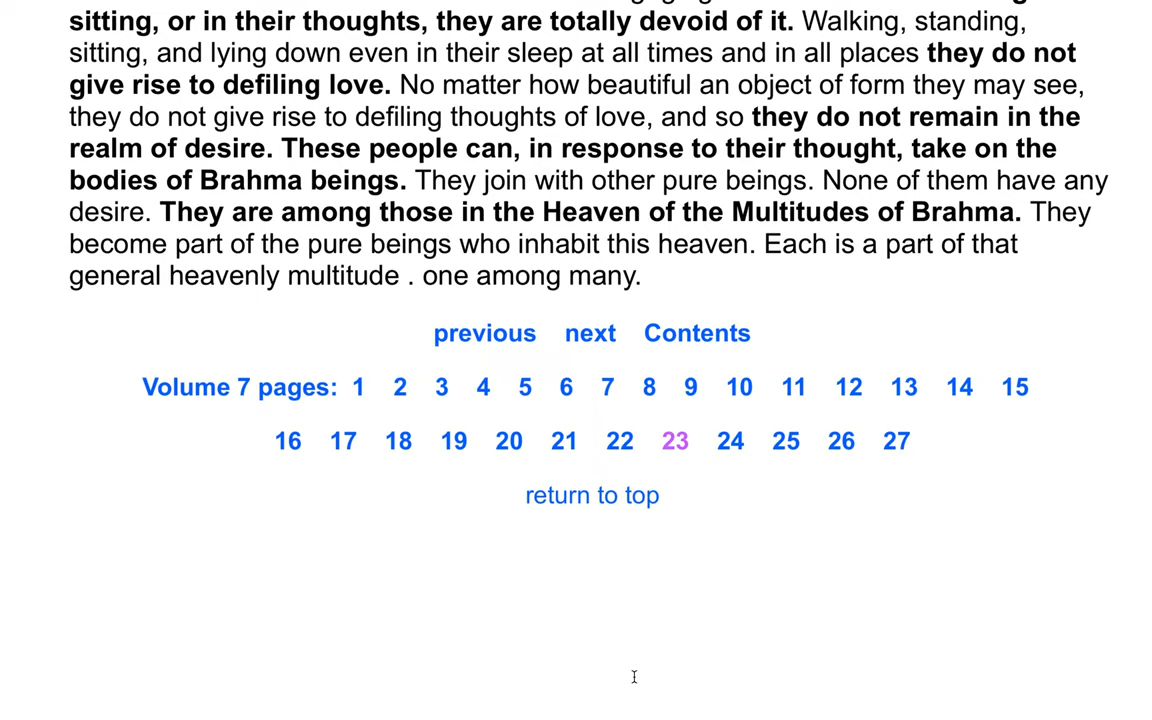 sitting, or in their thoughts, they are totally devoid of it. Walking, standing,
sitting, and lying down even in their sleep at all times and in all places they do not
give rise to defiling love. No matter how beautiful an object of form they may see,
they do not give rise to defiling thoughts of love, and so they do not remain in the
realm of desire. These people can, in response to their thought, take on the
bodies of Brahma beings. They join with other pure beings. None of them have any
desire. They are among those in the Heaven of the Multitudes of Brahma. They
become part of the pure beings who inhabit this heaven. Each is a part of that
general heavenly multitude . one among many.
previous next Contents
Volume 7 pages: 1 2 3 4 5 6 7 8 9 10 11 12 13 14 15
16 17 18 19 20 21 22 23 24 25 26 27
return to top